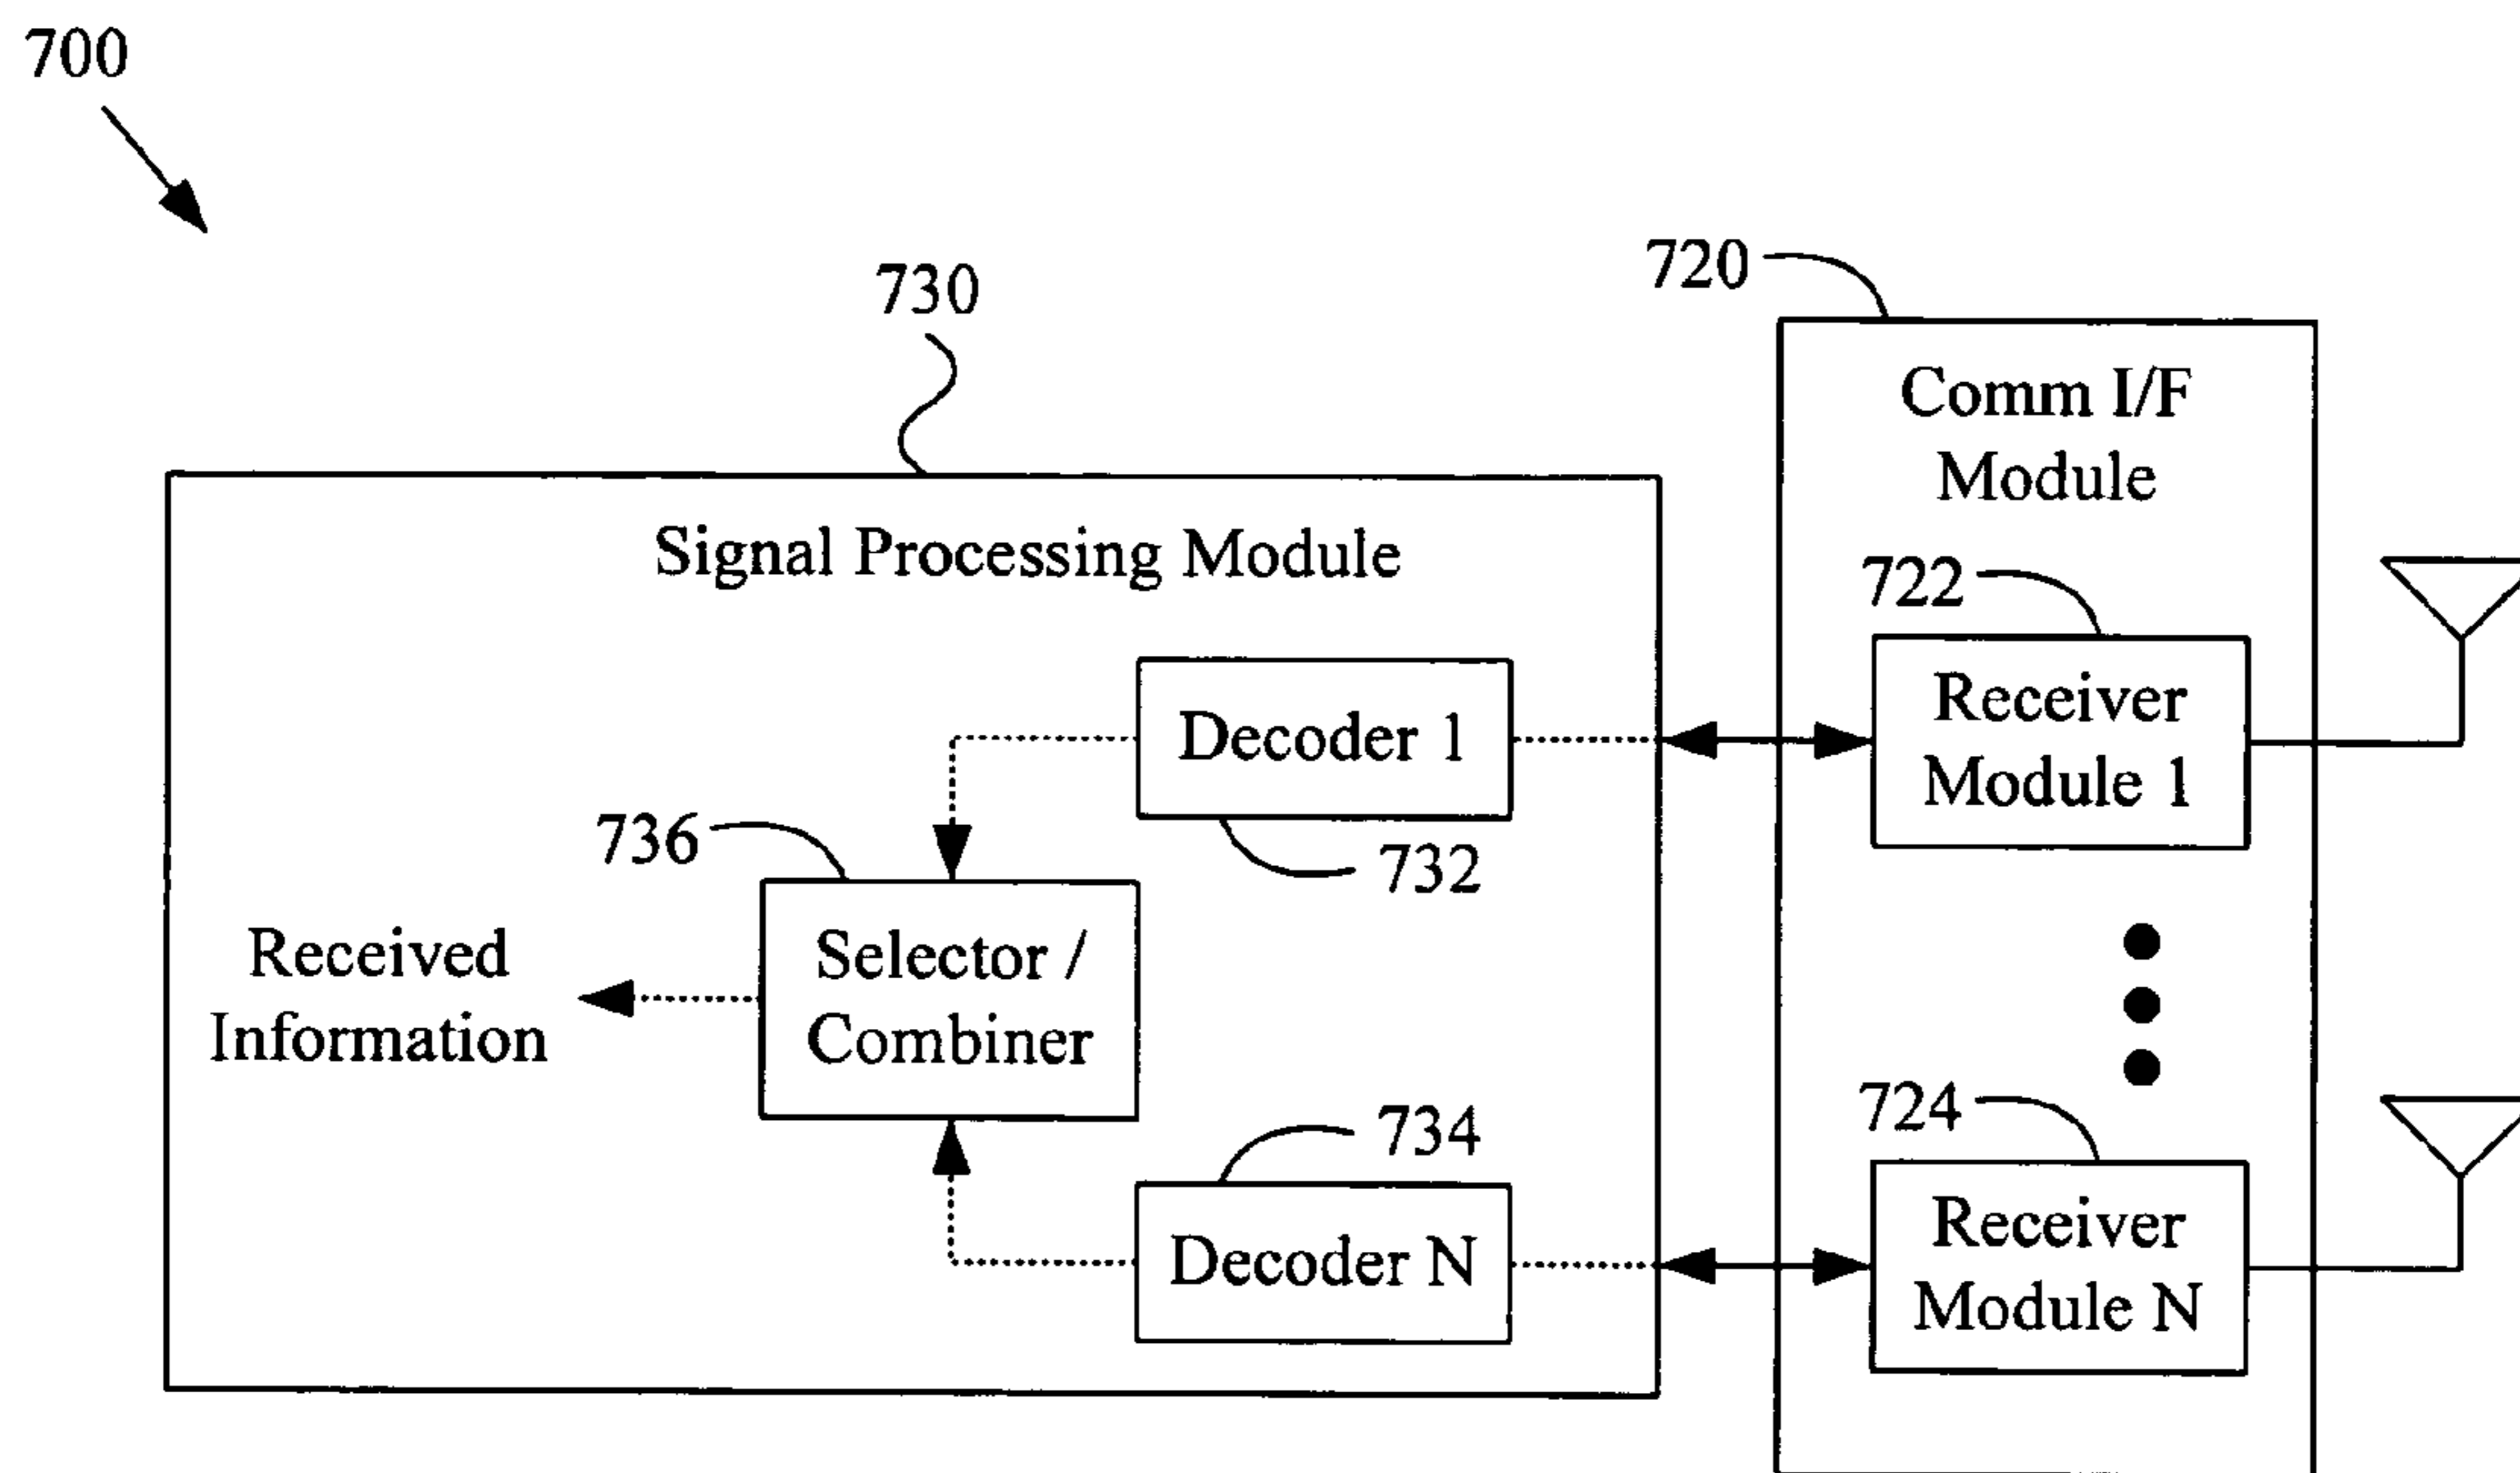 700
730
720
Comm I/F
Module
Signal Processing Module
722
Receiver
Module 1
Decoder 1
732
736
Selector /
Combiner
Received
Information
734
Decoder N
724
Receiver
Module N